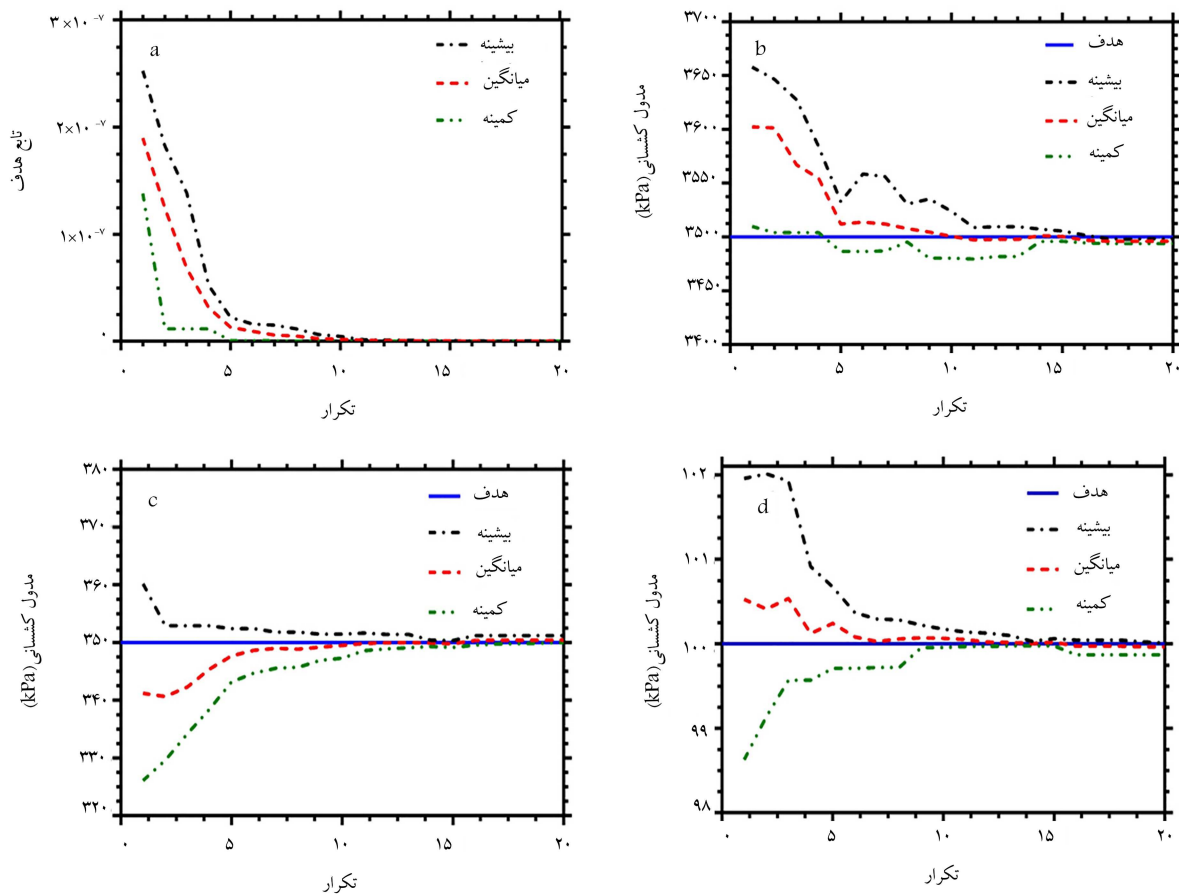 a
۳ ×۱۰ ⁻۷
۲×۱۰ ⁻۷
۱×۱۰ ⁻۷
۰
تابع هدف
بیشینه
میانگین
کمینه
۰ ۵ ۱۰ ۱۵ ۲۰
تکرار
b
۳۷۰۰
۳۶۵۰
۳۶۰۰
۳۵۵۰
۳۵۰۰
۳۴۵۰
۳۴۰۰
مدول کشسانی (kPa)
هدف
بیشینه
میانگین
کمینه
۰ ۵ ۱۰ ۱۵ ۲۰
تکرار
c
۳۸۰
۳۷۰
۳۶۰
۳۵۰
۳۴۰
۳۳۰
۳۲۰
مدول کشسانی (kPa)
هدف
بیشینه
میانگین
کمینه
۰ ۵ ۱۰ ۱۵ ۲۰
تکرار
d
۱۰۲
۱۰۱
۱۰۰
۹۹
۹۸
مدول کشسانی (kPa)
هدف
بیشینه
میانگین
کمینه
۰ ۵ ۱۰ ۱۵ ۲۰
تکرار